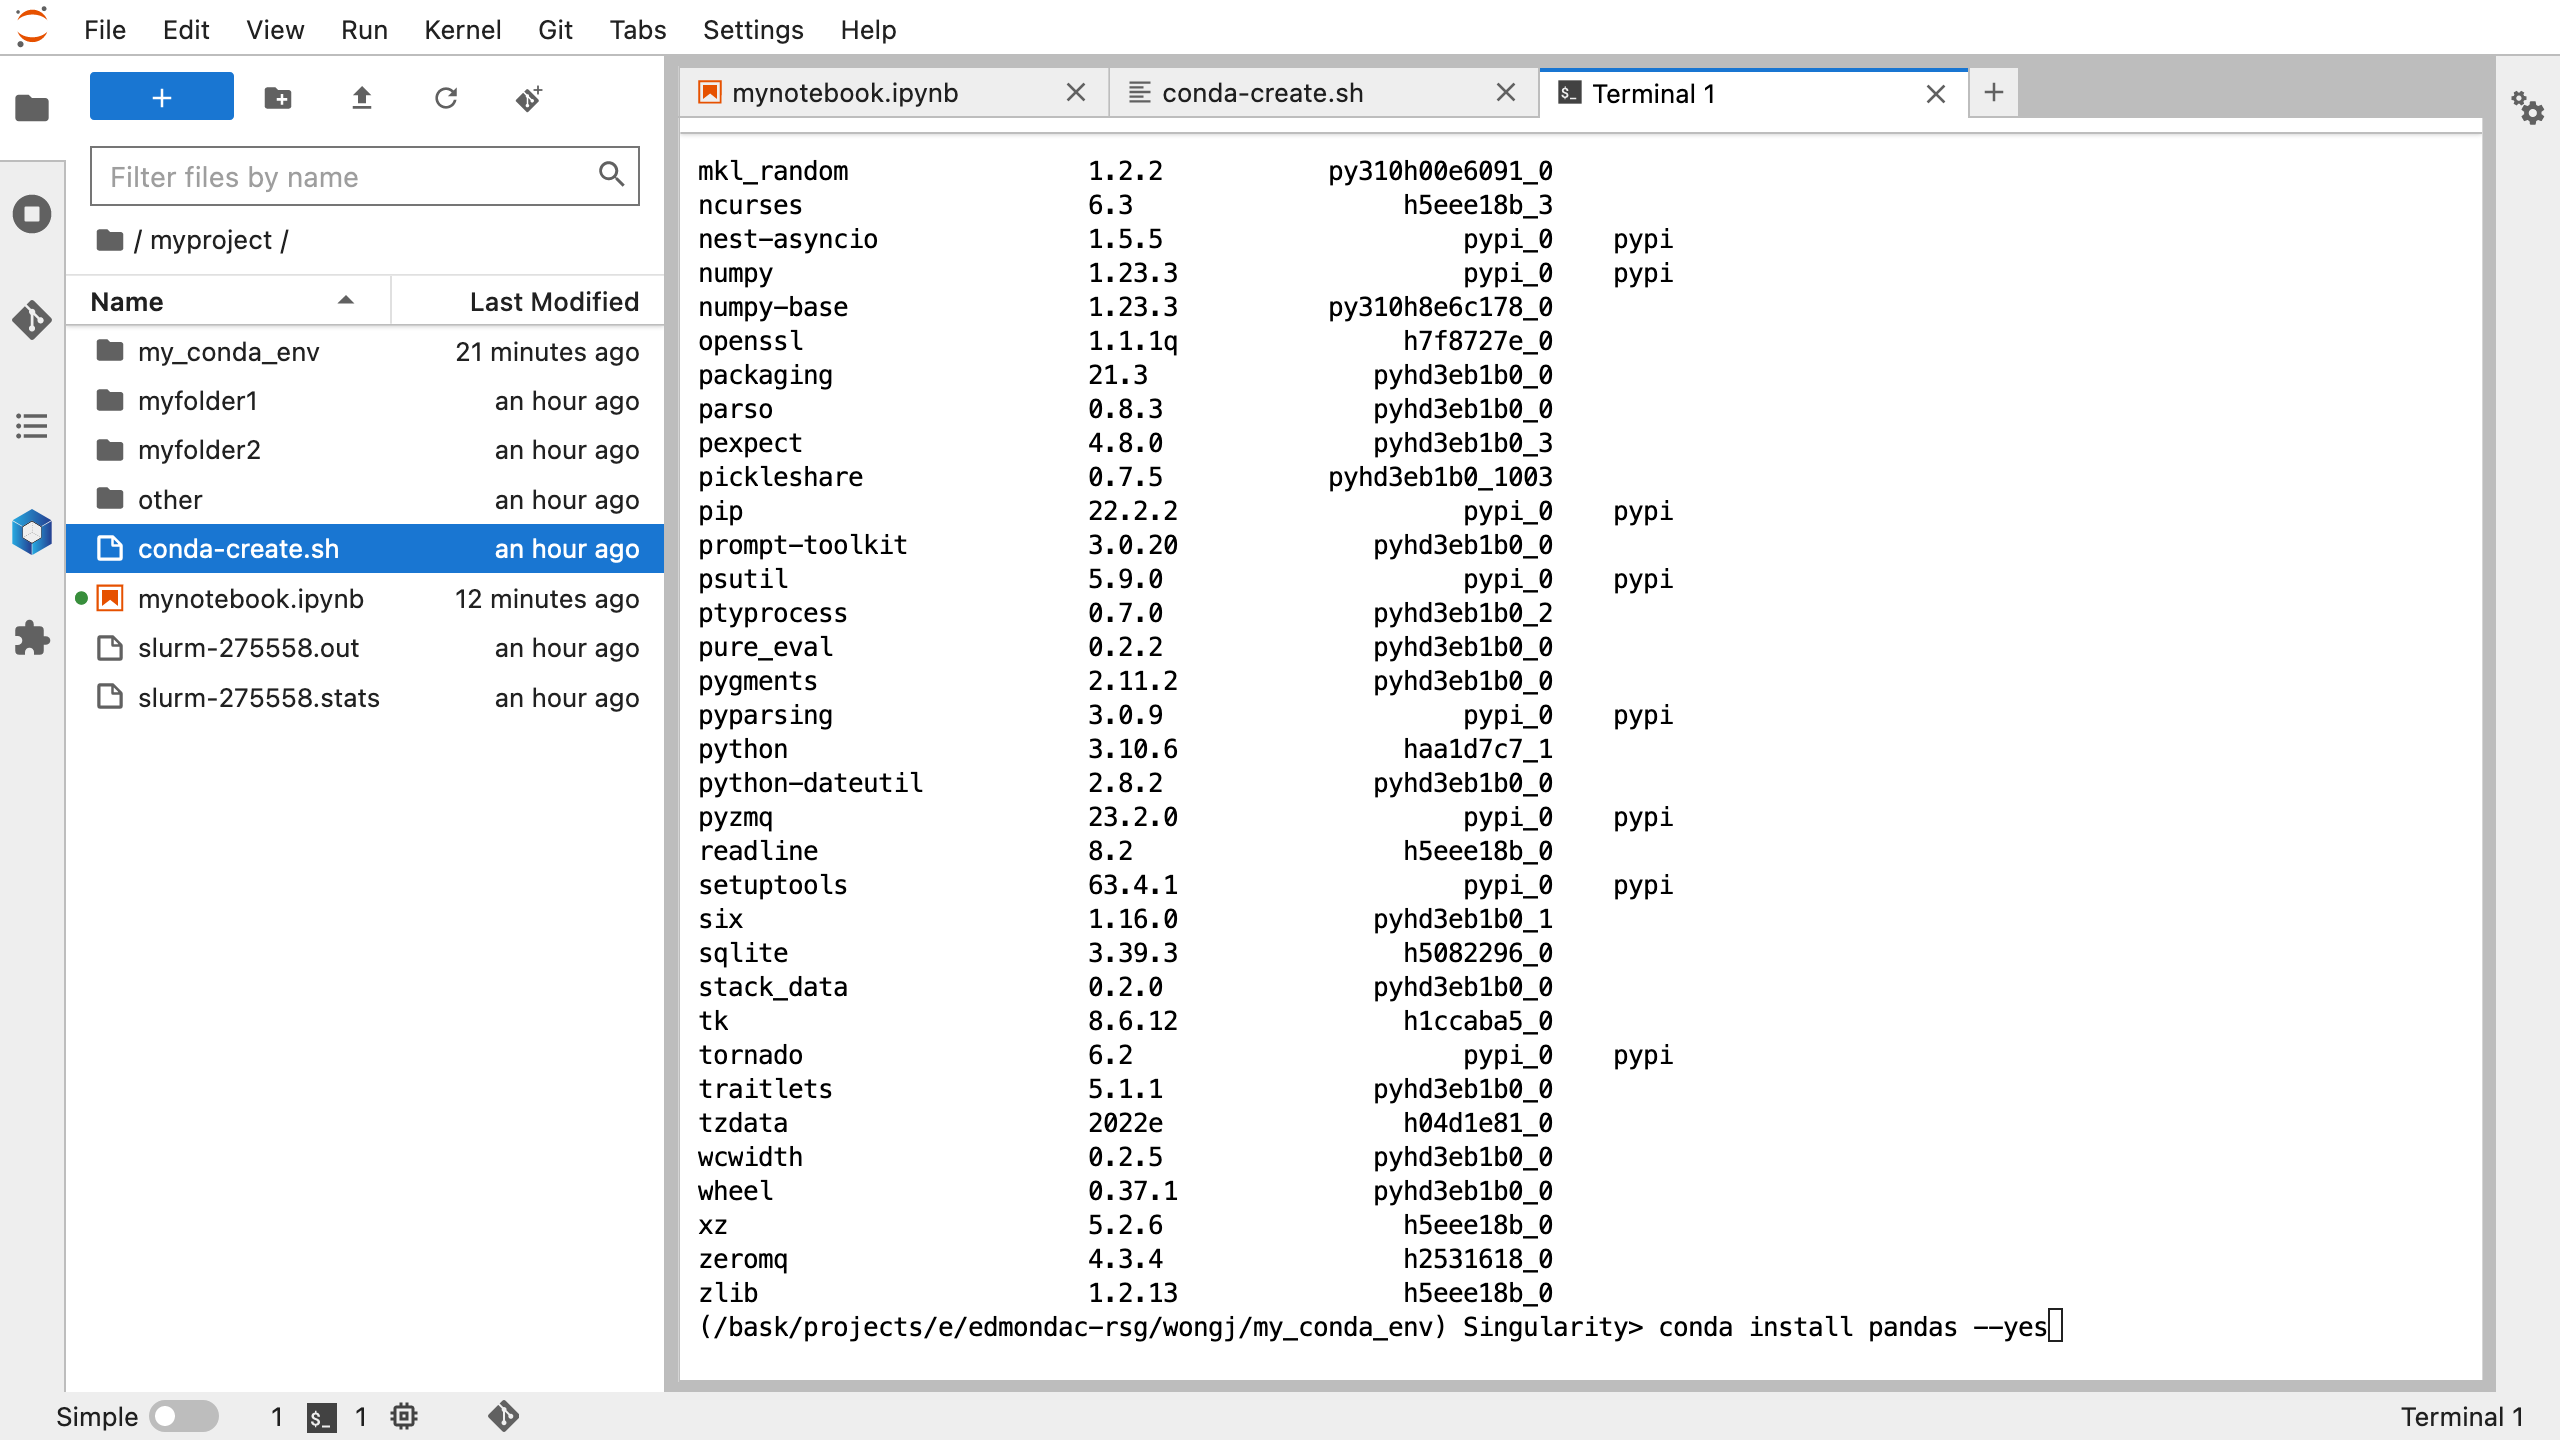 File Edit View Run Kernel Git Tabs Settings Help
+
Filter files by name
/ myproject /
Name Last Modified
my_conda_env 21 minutes ago
myfolder1 an hour ago
myfolder2 an hour ago
other an hour ago
conda-create.sh an hour ago
mynotebook.ipynb 12 minutes ago
slurm-275558.out an hour ago
slurm-275558.stats an hour ago
mynotebook.ipynb conda-create.sh $_ Terminal 1 +
mkl_random 1.2.2 py310h00e6091_0
ncurses 6.3 h5eee18b_3
nest-asyncio 1.5.5 pypi_0 pypi
numpy 1.23.3 pypi_0 pypi
numpy-base 1.23.3 py310h8e6c178_0
openssl 1.1.1q h7f8727e_0
packaging 21.3 pyhd3eb1b0_0
parso 0.8.3 pyhd3eb1b0_0
pexpect 4.8.0 pyhd3eb1b0_3
pickleshare 0.7.5 pyhd3eb1b0_1003
pip 22.2.2 pypi_0 pypi
prompt-toolkit 3.0.20 pyhd3eb1b0_0
psutil 5.9.0 pypi_0 pypi
ptyprocess 0.7.0 pyhd3eb1b0_2
pure_eval 0.2.2 pyhd3eb1b0_0
pygments 2.11.2 pyhd3eb1b0_0
pyparsing 3.0.9 pypi_0 pypi
python 3.10.6 haa1d7c7_1
python-dateutil 2.8.2 pyhd3eb1b0_0
pyzmq 23.2.0 pypi_0 pypi
readline 8.2 h5eee18b_0
setuptools 63.4.1 pypi_0 pypi
six 1.16.0 pyhd3eb1b0_1
sqlite 3.39.3 h5082296_0
stack_data 0.2.0 pyhd3eb1b0_0
tk 8.6.12 h1ccaba5_0
tornado 6.2 pypi_0 pypi
traitlets 5.1.1 pyhd3eb1b0_0
tzdata 2022e h04d1e81_0
wcwidth 0.2.5 pyhd3eb1b0_0
wheel 0.37.1 pyhd3eb1b0_0
xz 5.2.6 h5eee18b_0
zeromq 4.3.4 h2531618_0
zlib 1.2.13 h5eee18b_0
(/bask/projects/e/edmondac-rsg/wongj/my_conda_env) Singularity> conda install pandas --yes
Simple 1 $_ 1 Terminal 1